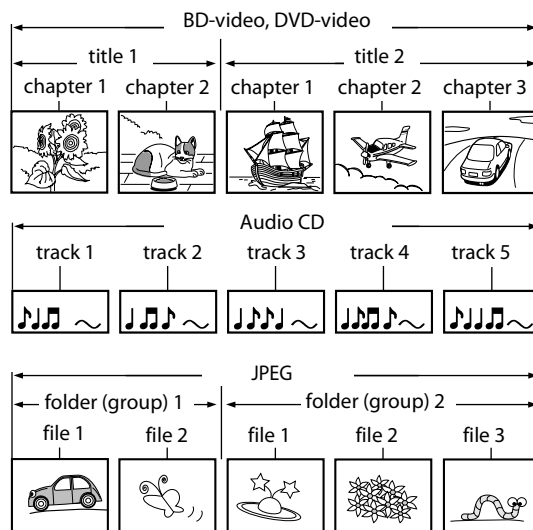 BD-video, DVD-video
title 1 title 2
chapter 1 chapter 2 chapter 1 chapter 2 chapter 3
Audio CD
track 1 track 2 track 3 track 4 track 5
JPEG
folder (group) 1 folder (group) 2
file 1 file 2 file 1 file 2 file 3